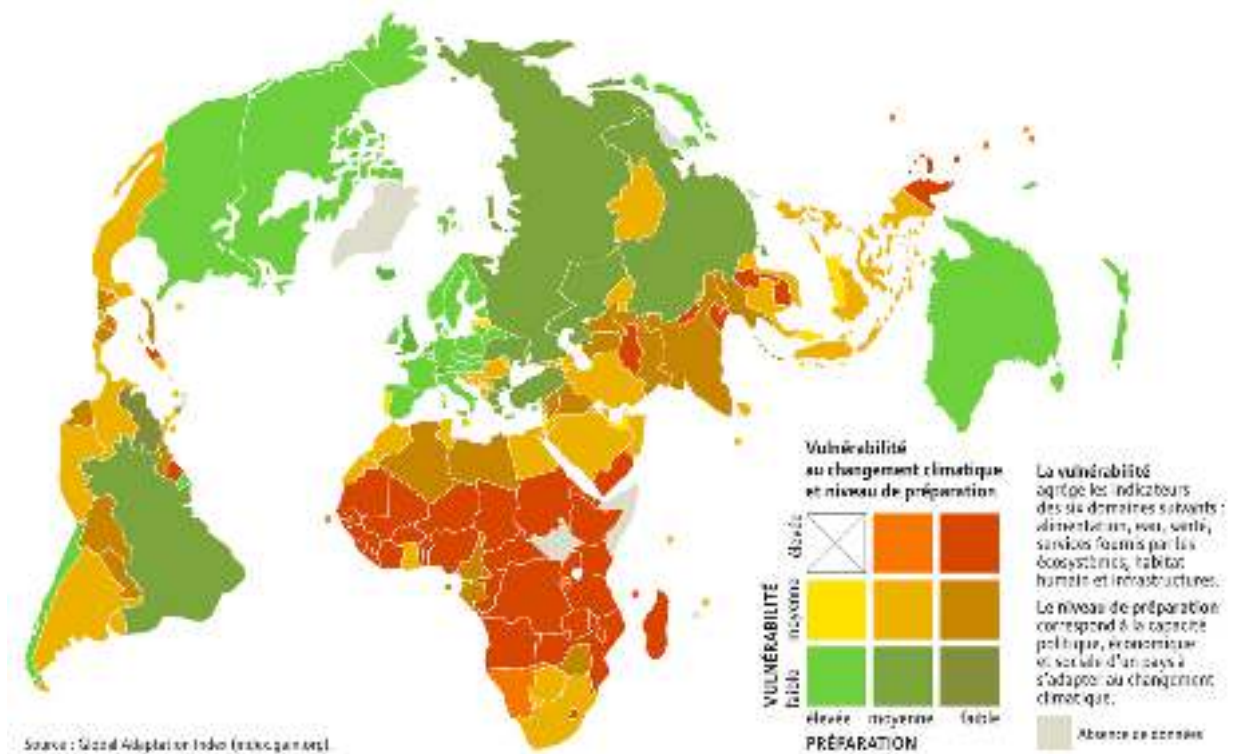 Vulnérabilité
au changement climatique
et niveau de préparation
VULNÉRABILITÉ
élevée
moyenne
faible
élevée moyenne faible
PRÉPARATION
La vulnérabilité
agrège les indicateurs
des six domaines suivants :
alimentation, eau, santé,
services fournis par les
écosystèmes, habitat
humain et infrastructures.
Le niveau de préparation
correspond à la capacité
politique, économique
et sociale d'un pays à
s'adapter au changement
climatique.
Absence de données
Source : Global Adaptation Index (index.gain.org).